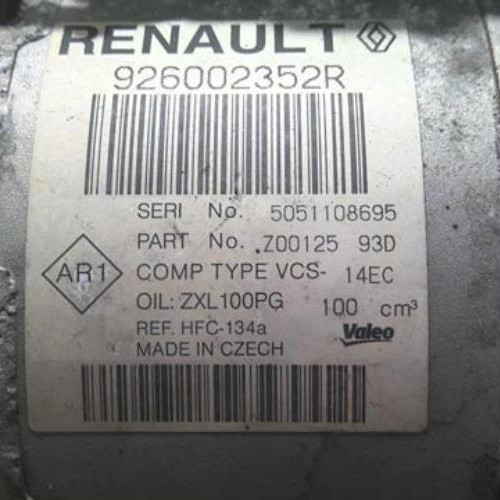 RENAULT
926002352R
SERI No. 5051108695
PART No. Z00125 93D
AR1
COMP TYPE VCS- 14EC
OIL: ZXL100PG 100 cm³
REF. HFC-134a
Valeo
MADE IN CZECH